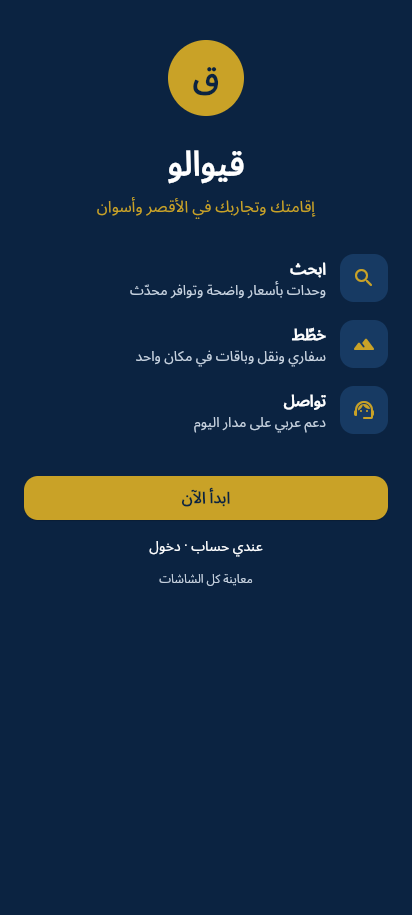 ق
قيوالو
إقامتك وتجاربك في الأقصر وأسوان
ابحث
وحدات بأسعار واضحة وتوافر محدّث
خطّط
سفاري ونقل وباقات في مكان واحد
تواصل
دعم عربي على مدار اليوم
ابدأ الآن
عندي حساب · دخول
معاينة كل الشاشات